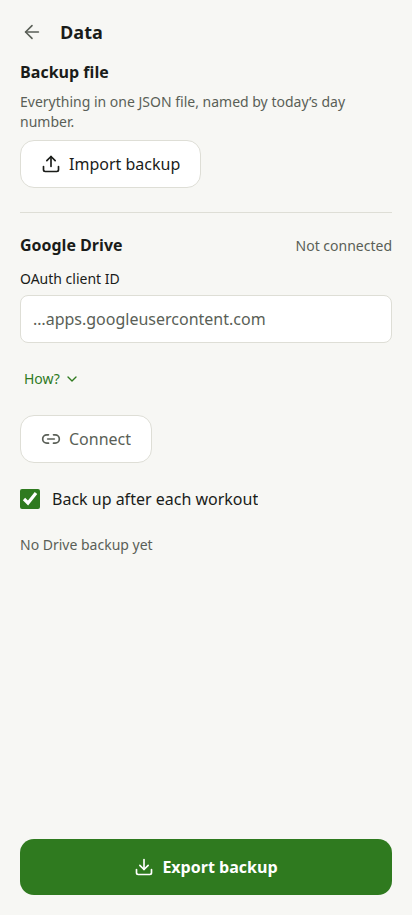 Data
Backup file
Everything in one JSON file, named by today’s day
number.
Import backup
Google Drive
Not connected
OAuth client ID
...apps.googleusercontent.com
How?
Connect
Back up after each workout
No Drive backup yet
Export backup